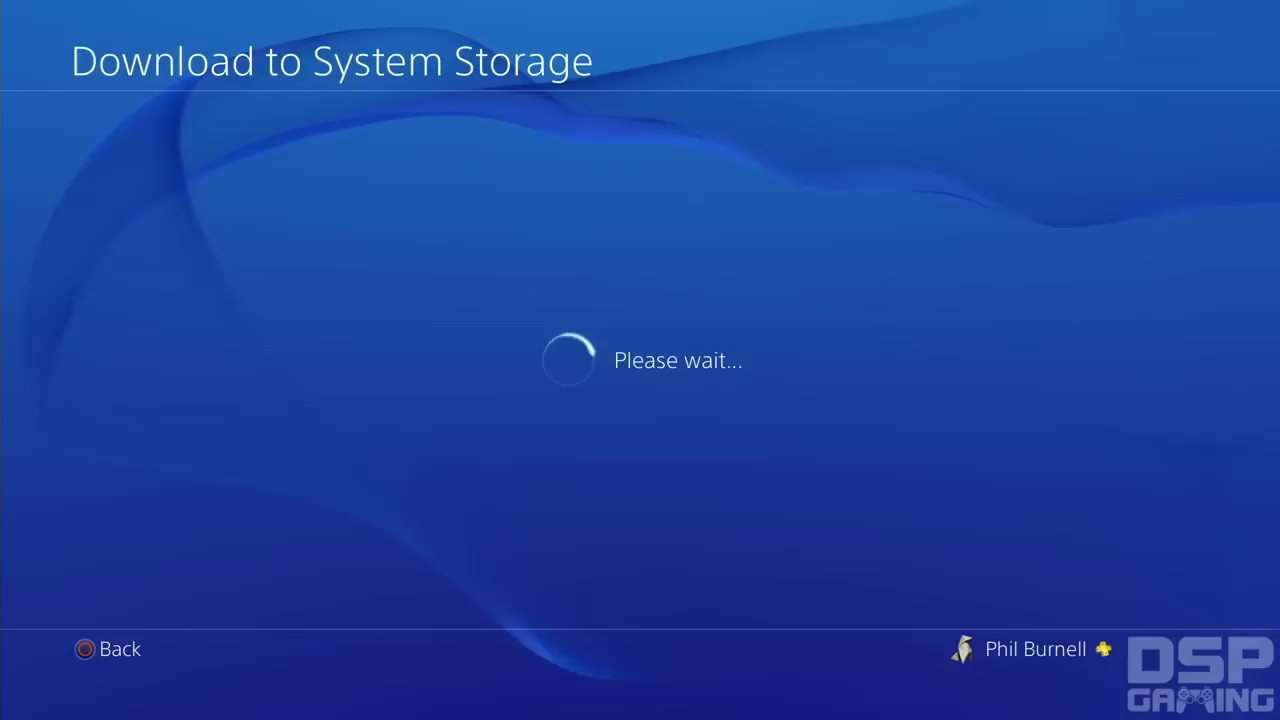 Download to System Storage
Please wait...
Back
Phil Burnell
DSP
GAMING